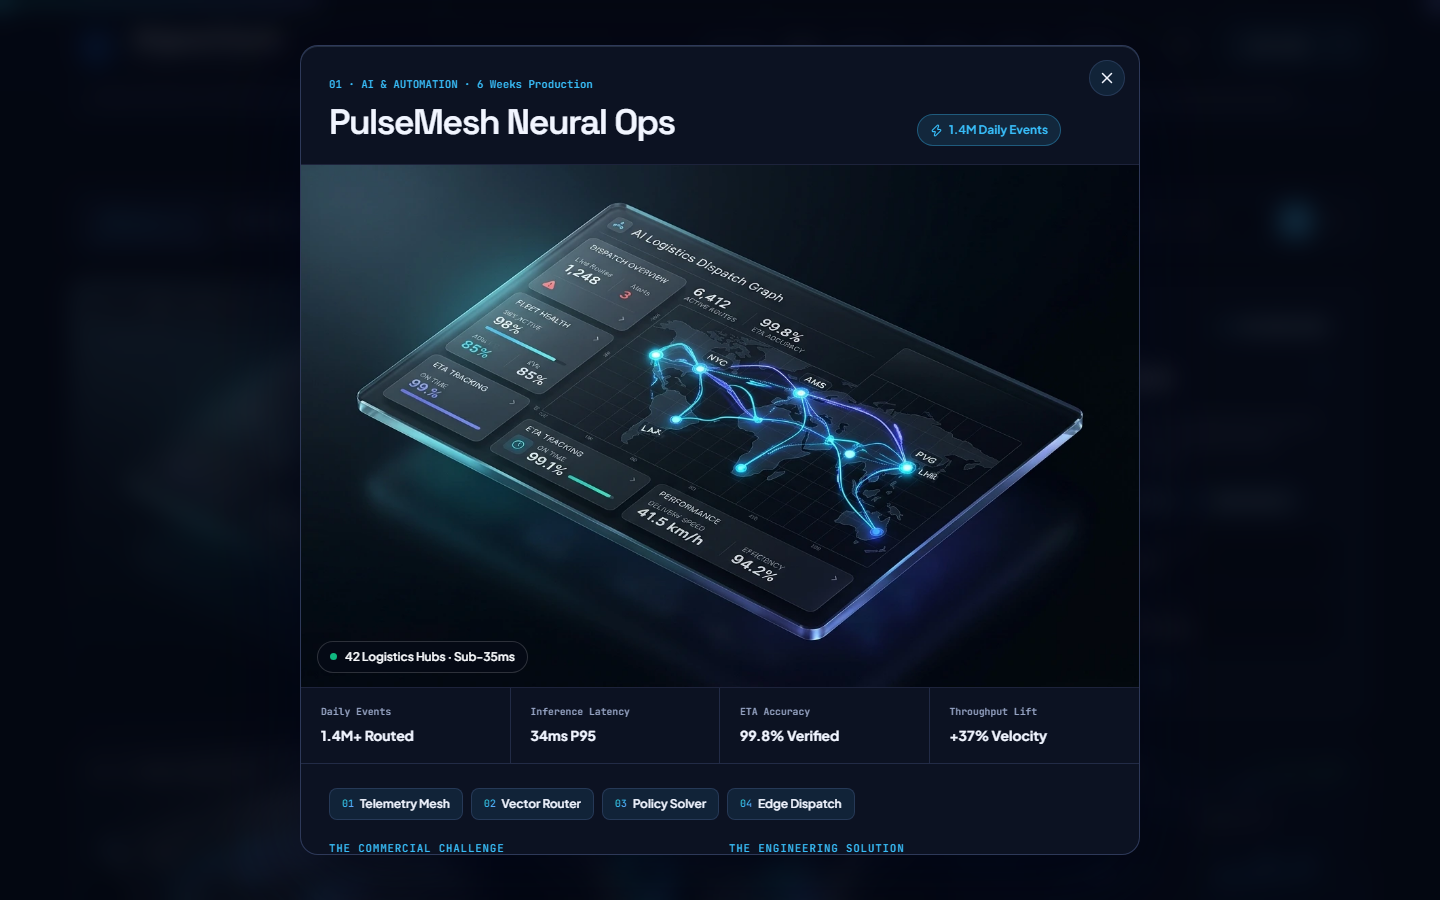 01 · AI & AUTOMATION · 6 Weeks Production
PulseMesh Neural Ops
1.4M Daily Events
AI Logistics Dispatch Graph
DISPATCH OVERVIEW
Live Routes
1,248
Alerts
3
6,412
ACTIVE ROUTES
99.8%
ETA ACCURACY
FLEET HEALTH
98%
85%
85%
ETA TRACKING
ON TIME
99.%
NYC
AMS
LAX
PVG
ETA TRACKING
ON TIME
99.1%
PERFORMANCE
DELIVERY SPEED
41.5 km/h
EFFICIENCY
94.2%
42 Logistics Hubs · Sub-35ms
Daily Events
1.4M+ Routed
Inference Latency
34ms P95
ETA Accuracy
99.8% Verified
Throughput Lift
+37% Velocity
01 Telemetry Mesh
02 Vector Router
03 Policy Solver
04 Edge Dispatch
THE COMMERCIAL CHALLENGE
THE ENGINEERING SOLUTION